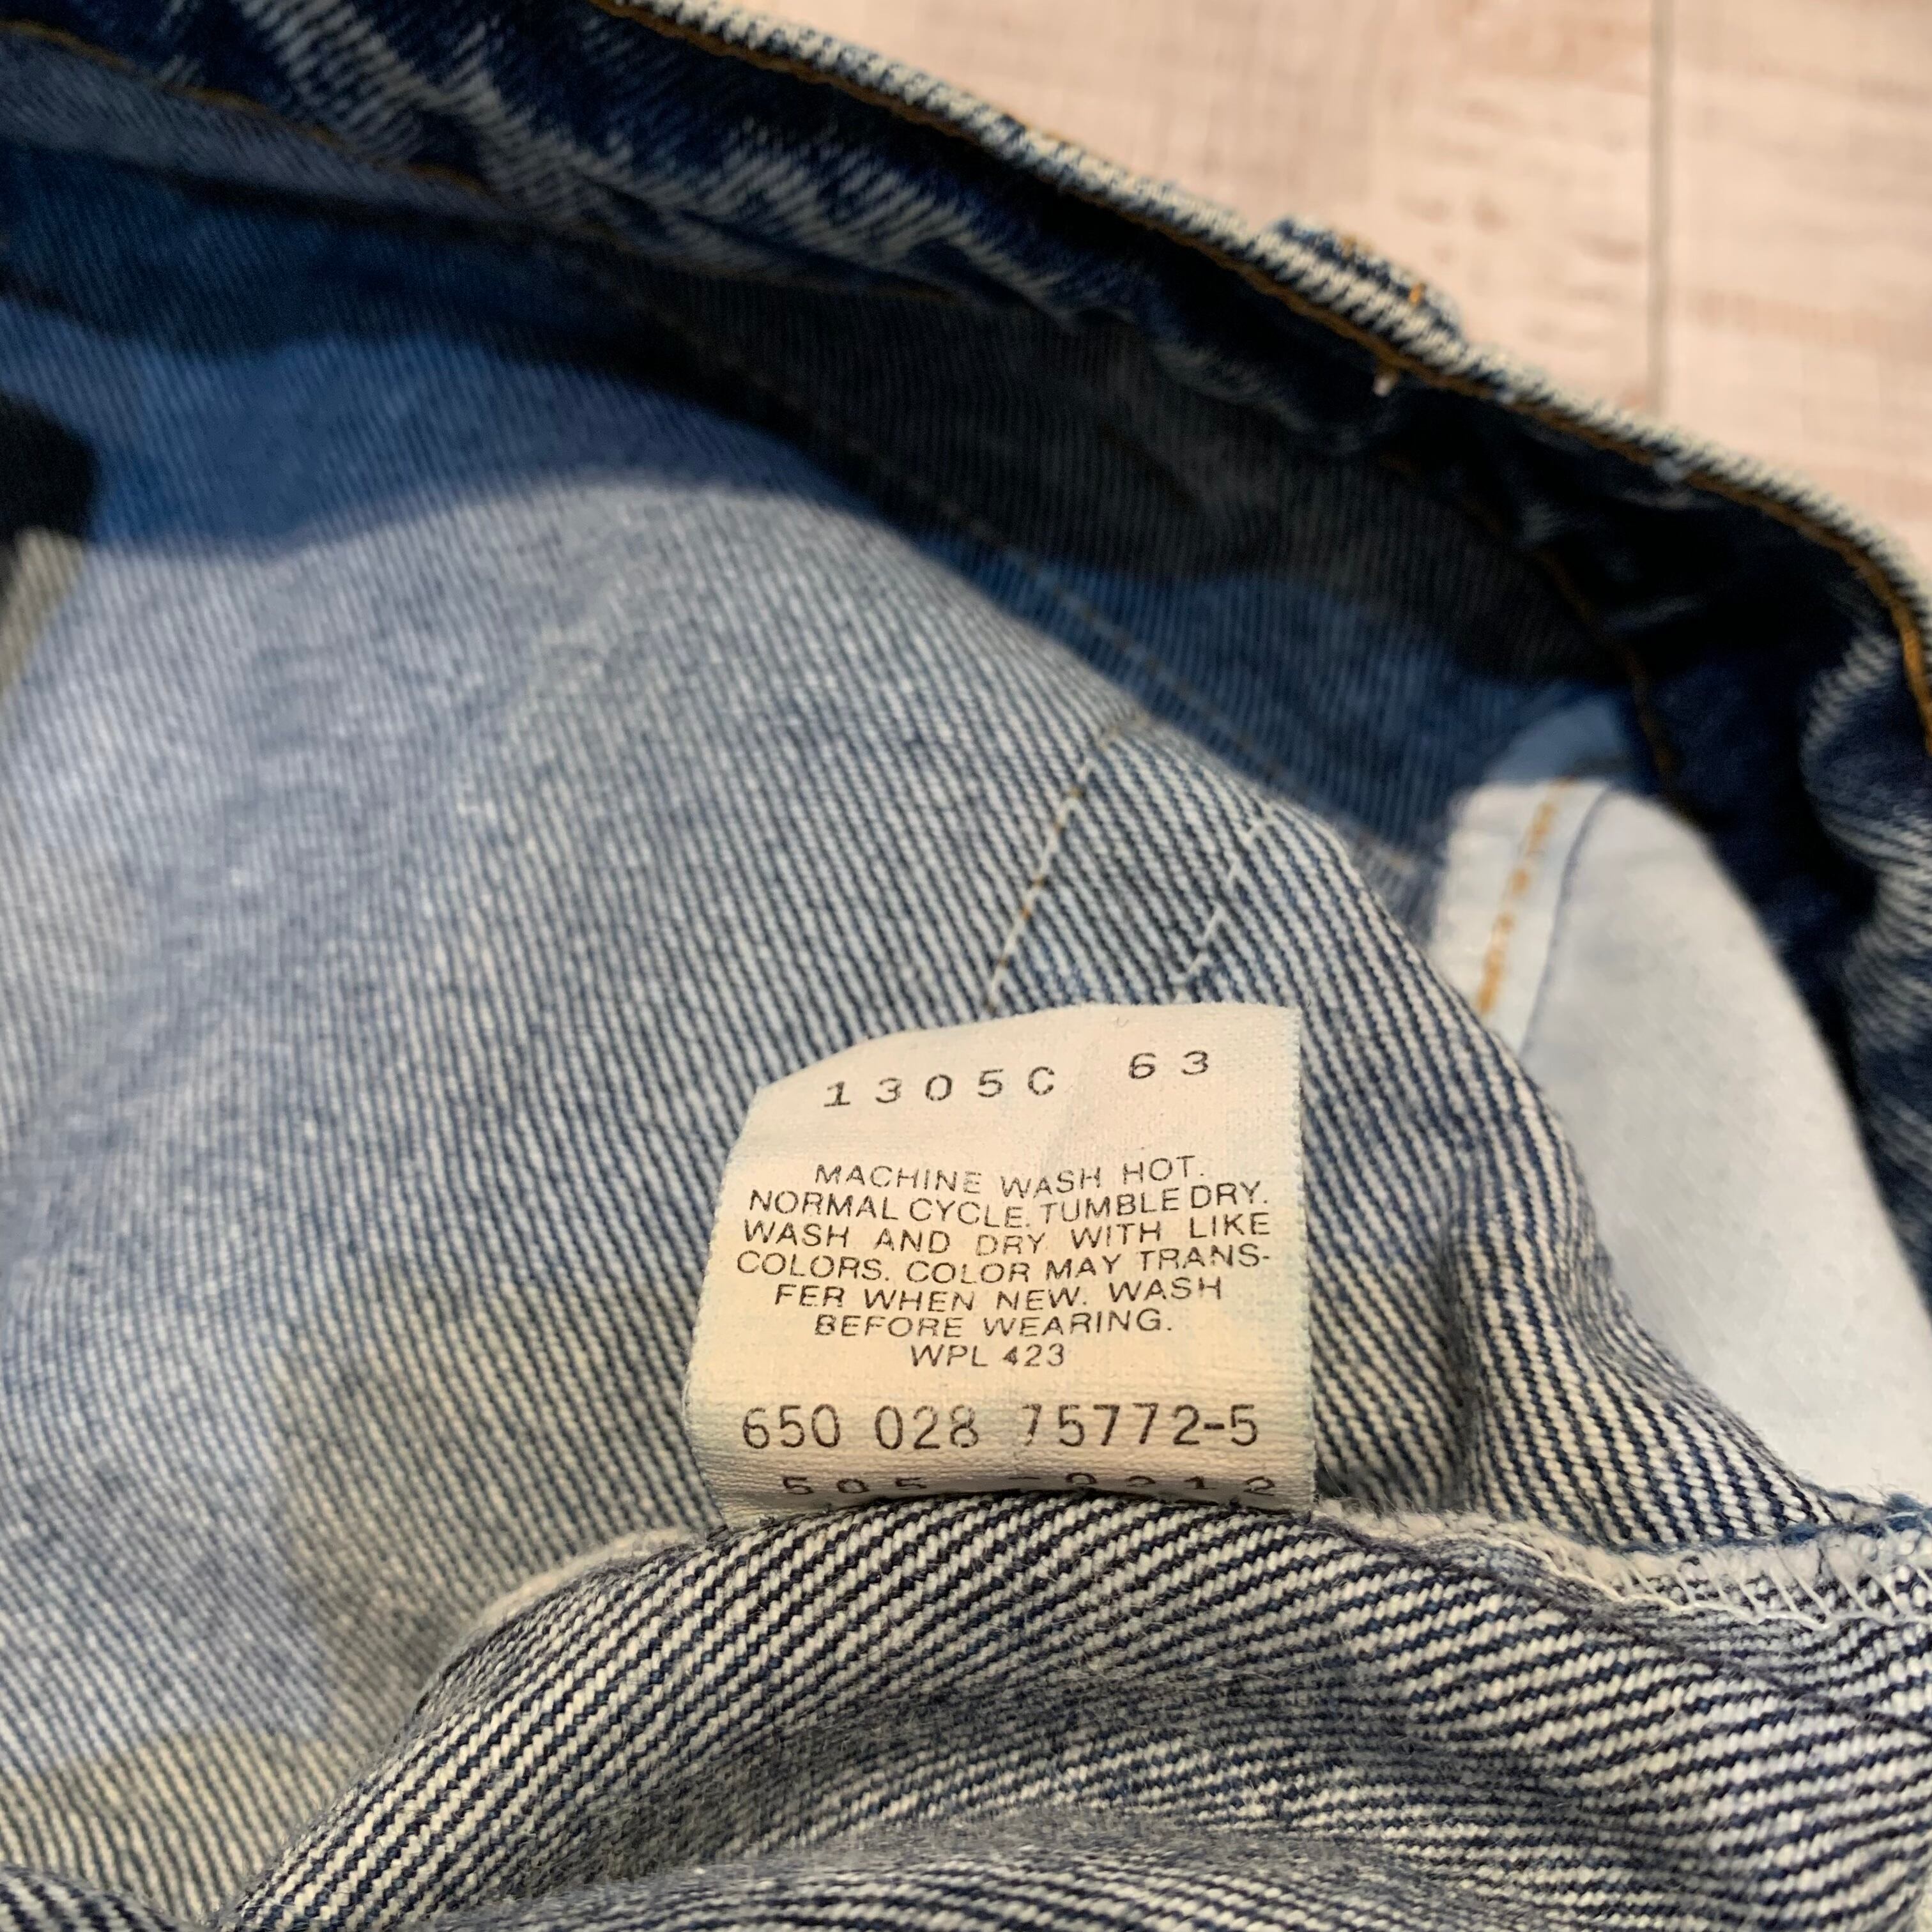 1305C 63
MACHINE WASH HOT.
NORMAL CYCLE. TUMBLE DRY.
WASH AND DRY WITH LIKE
COLORS. COLOR MAY TRANS-
FER WHEN NEW. WASH
BEFORE WEARING.
WPL 423
650 028 75772-5
505